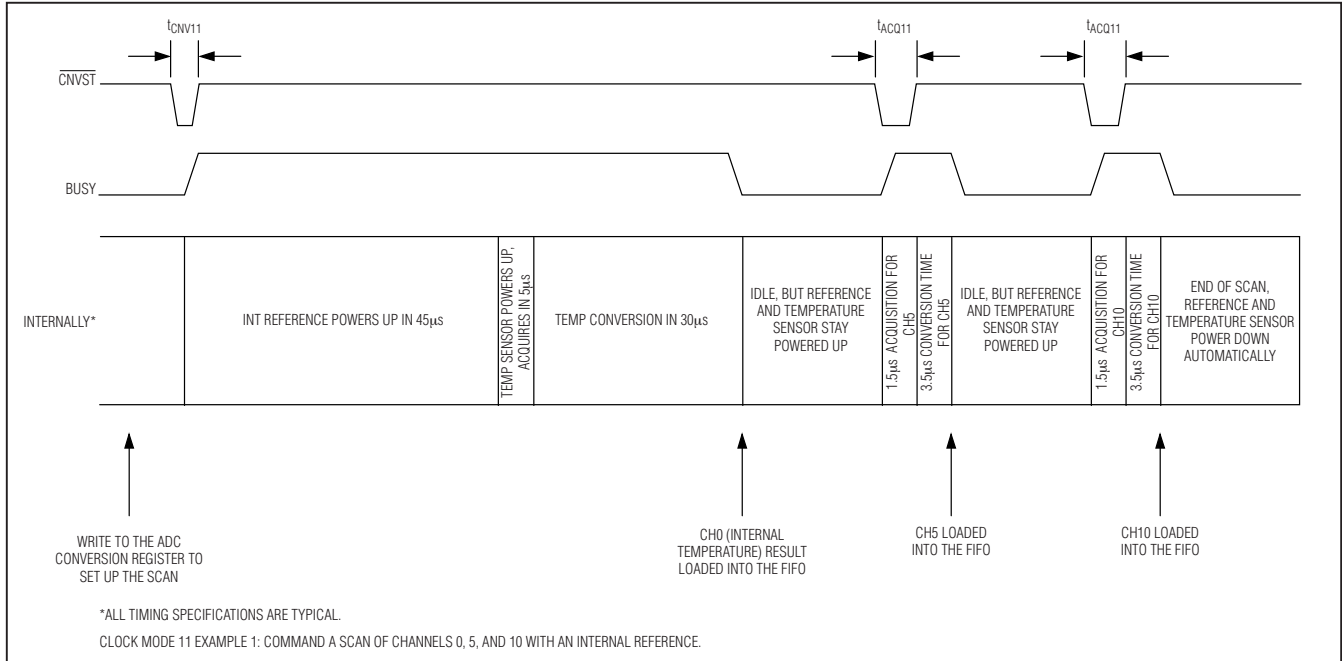 tCNV11
tACQ11
tACQ11
CNVST
BUSY
INTERNALLY*
INT REFERENCE POWERS UP IN 45µs
TEMP SENSOR POWERS UP,
ACQUIRES IN 5µs
TEMP CONVERSION IN 30µs
IDLE, BUT REFERENCE
AND TEMPERATURE
SENSOR STAY
POWERED UP
1.5µs ACQUISITION FOR
CH5
3.5µs CONVERSION TIME
FOR CH5
IDLE, BUT REFERENCE
AND TEMPERATURE
SENSOR STAY
POWERED UP
1.5µs ACQUISITION FOR
CH10
3.5µs CONVERSION TIME
FOR CH10
END OF SCAN,
REFERENCE AND
TEMPERATURE SENSOR
POWER DOWN
AUTOMATICALLY
WRITE TO THE ADC
CONVERSION REGISTER TO
SET UP THE SCAN
CH0 (INTERNAL
TEMPERATURE) RESULT
LOADED INTO THE FIFO
CH5 LOADED
INTO THE FIFO
CH10 LOADED
INTO THE FIFO
*ALL TIMING SPECIFICATIONS ARE TYPICAL.
CLOCK MODE 11 EXAMPLE 1: COMMAND A SCAN OF CHANNELS 0, 5, AND 10 WITH AN INTERNAL REFERENCE.